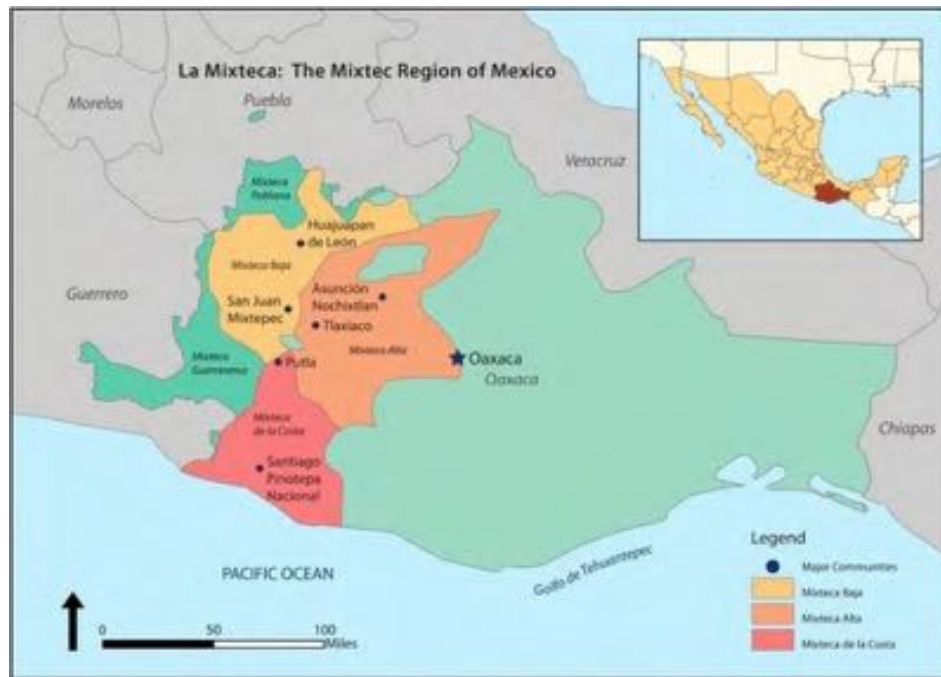 La Mixteca: The Mixtec Region of Mexico
Morelos
Puebla
Veracruz
Mixteca
Poblana
Huajuapan
de León
Mixteca Baja
Guerrero
Asunción
Nochixtlan
San Juan
Mixtepec
Tlaxiaco
Mixteca Alta
Mixteca
Guerrerense
Putla
Oaxaca
Oaxaca
Mixteca
de la Costa
Chiapas
Santiago
Pinotepa
Nacional
PACIFIC OCEAN
Golfo de Tehuantepec
Legend
Major Communities
Mixteca Baja
Mixteca Alta
Mixteca de la Costa
0 50 100
Miles